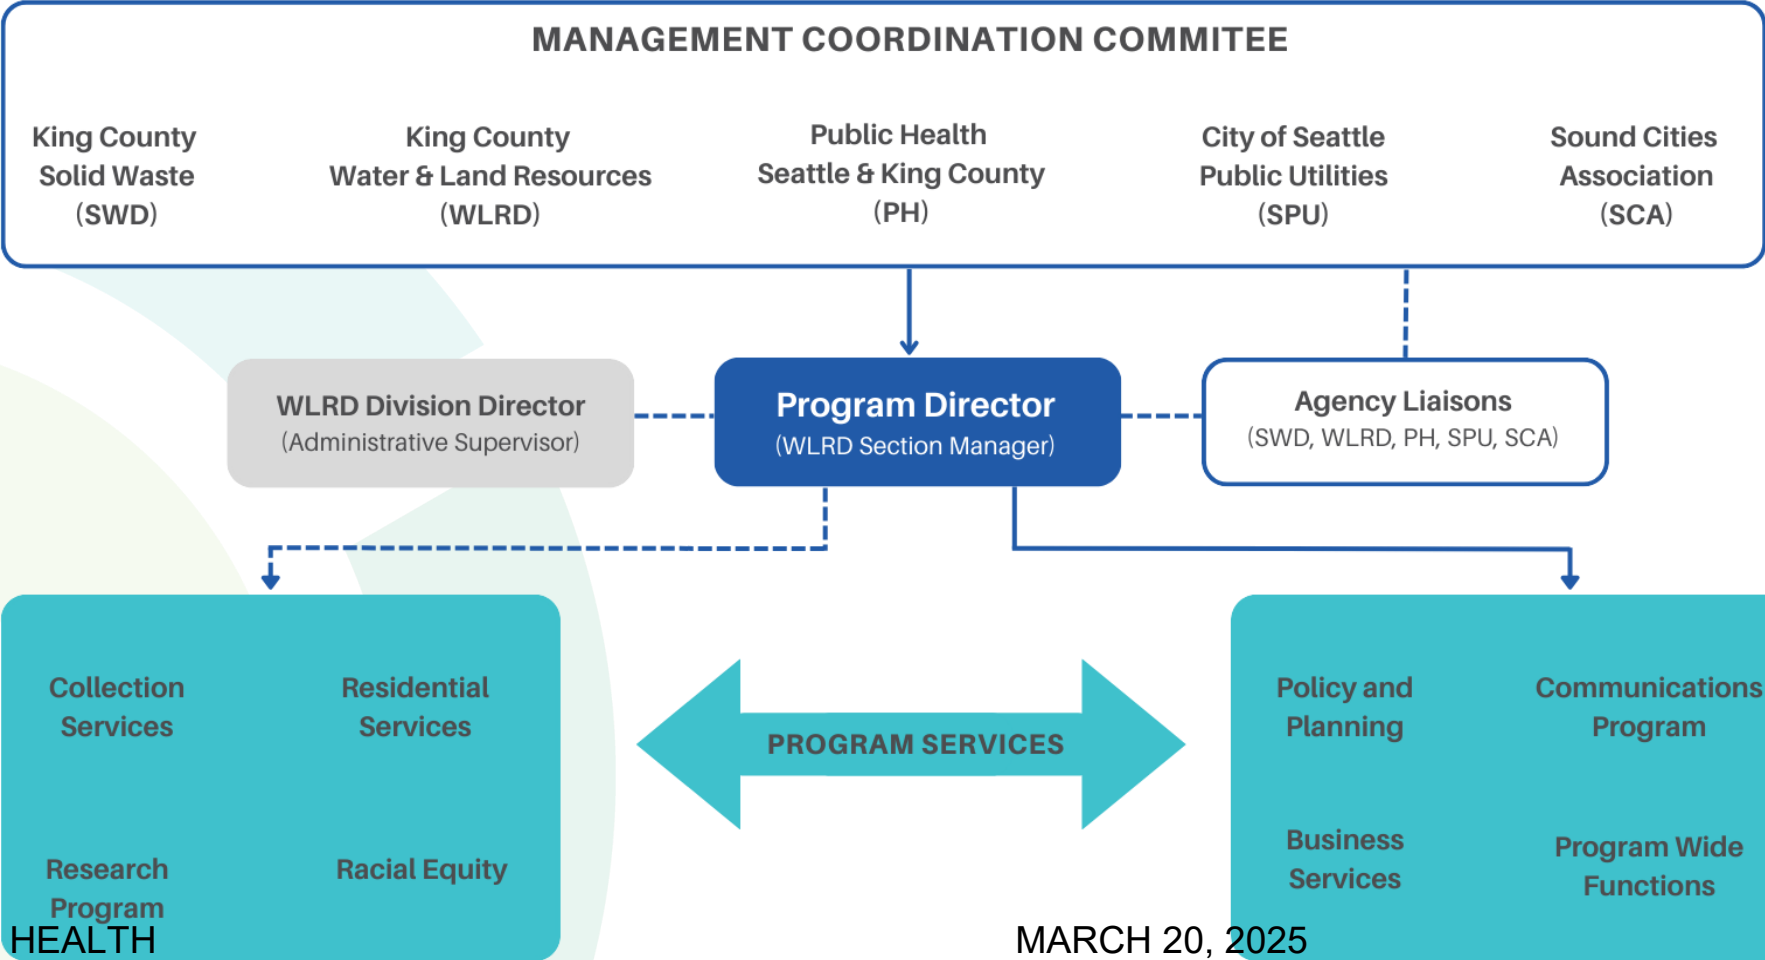 MANAGEMENT COORDINATION COMMITEE
King County
Solid Waste
(SWD)
King County
Water & Land Resources
(WLRD)
Public Health
Seattle & King County
(PH)
City of Seattle
Public Utilities
(SPU)
Sound Cities
Association
(SCA)
WLRD Division Director
(Administrative Supervisor)
Program Director
(WLRD Section Manager)
Agency Liaisons
(SWD, WLRD, PH, SPU, SCA)
Collection
Services
Residential
Services
Research
Program
Racial Equity
PROGRAM SERVICES
Policy and
Planning
Communications
Program
Business
Services
Program Wide
Functions
HEALTH
MARCH 20, 2025